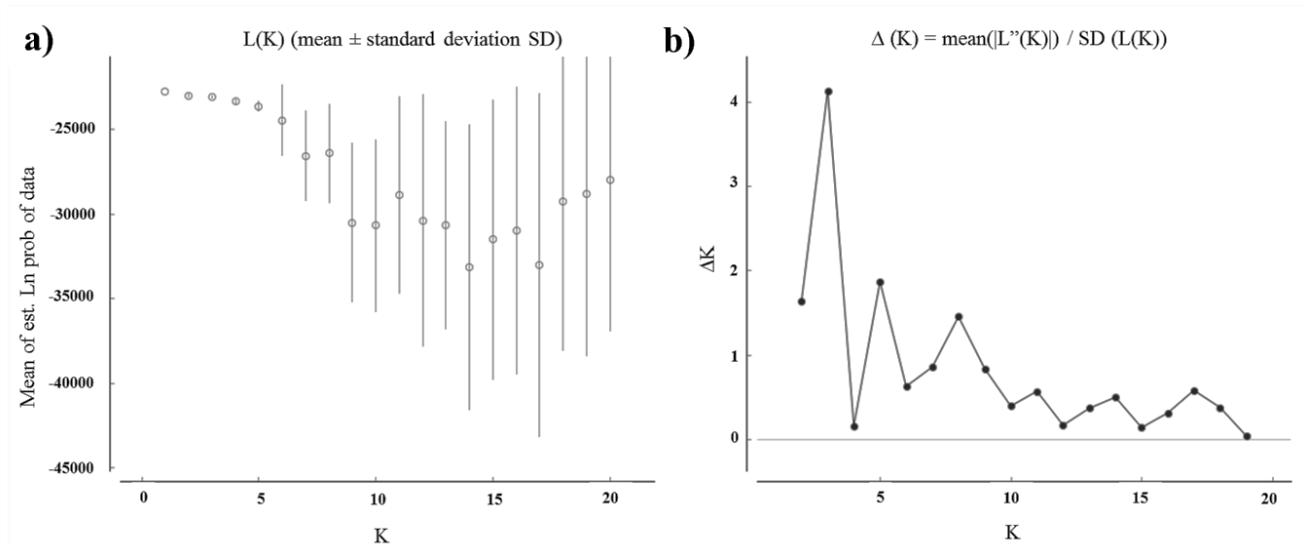 a)
L(K) (mean ± standard deviation SD)
Mean of est. Ln prob of data
-25000
-30000
-35000
-40000
-45000
0 5 10 15 20
K
b)
Δ (K) = mean(|L”(K)|) / SD (L(K))
ΔK
4
3
2
1
0
5 10 15 20
K